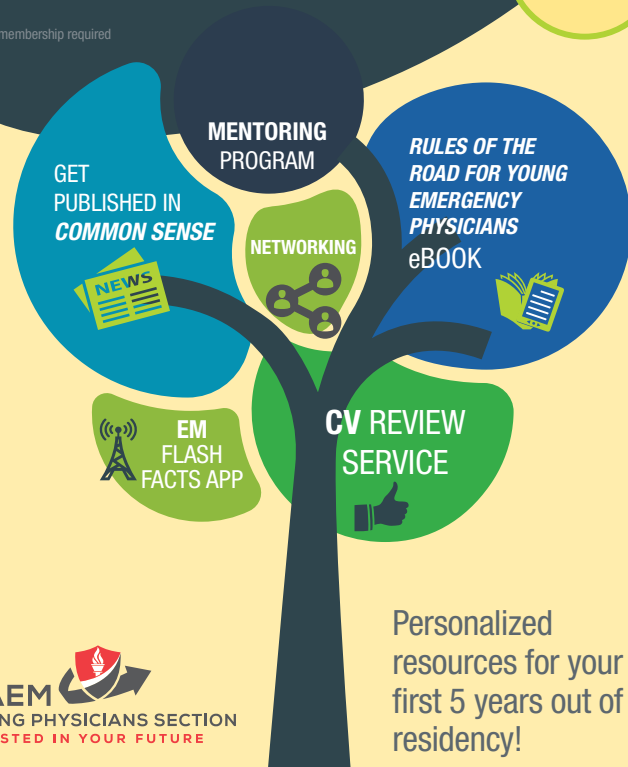 membership required
MENTORING
PROGRAM
GET
PUBLISHED IN
COMMON SENSE
NEWS
RULES OF THE
ROAD FOR YOUNG
EMERGENCY
PHYSICIANS
eBOOK
NETWORKING
CV REVIEW
SERVICE
EM
FLASH
FACTS APP
Personalized
resources for your
first 5 years out of
residency!
AEM
NG PHYSICIANS SECTION
STED IN YOUR FUTURE